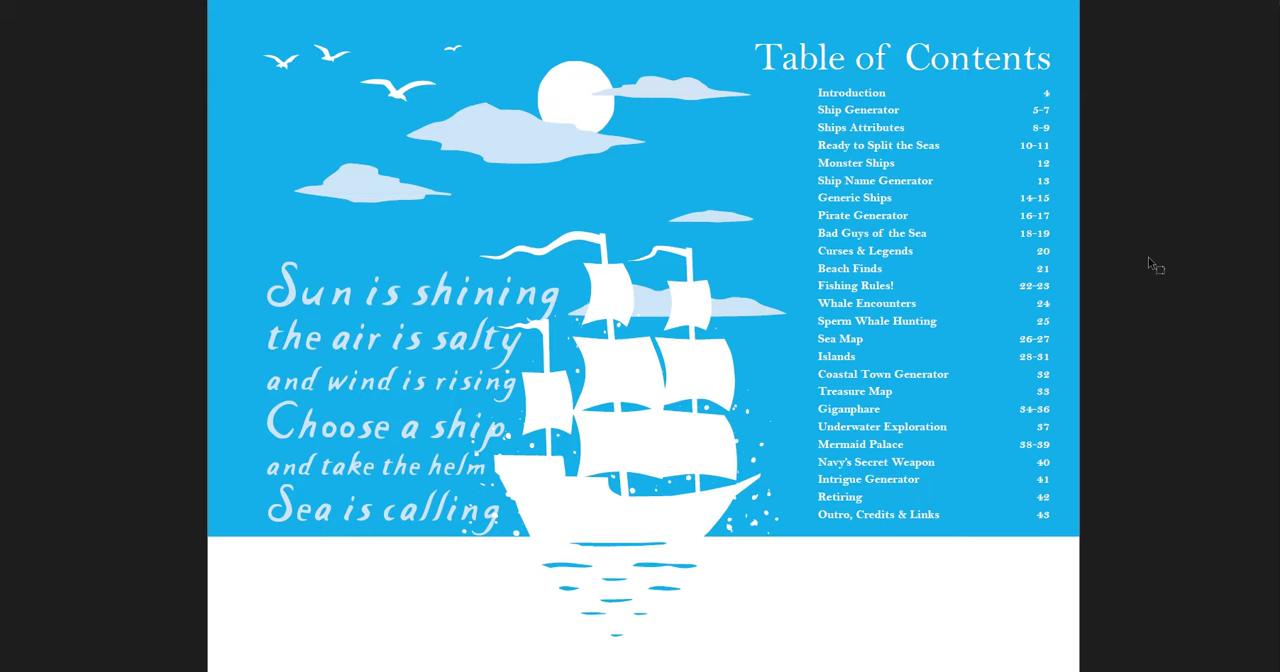 Sun is shining
the air is salty
and wind is rising
Choose a ship
and take the helm
Sea is calling
Table of Contents
Introduction 4
Ship Generator 5-7
Ships Attributes 8-9
Ready to Split the Seas 10-11
Monster Ships 12
Ship Name Generator 13
Generic Ships 14-15
Pirate Generator 16-17
Bad Guys of the Sea 18-19
Curses & Legends 20
Beach Finds 21
Fishing Rules! 22-23
Whale Encounters 24
Sperm Whale Hunting 25
Sea Map 26-27
Islands 28-31
Coastal Town Generator 32
Treasure Map 33
Giganphare 34-36
Underwater Exploration 37
Mermaid Palace 38-39
Navy's Secret Weapon 40
Intrigue Generator 41
Retiring 42
Outro, Credits & Links 43